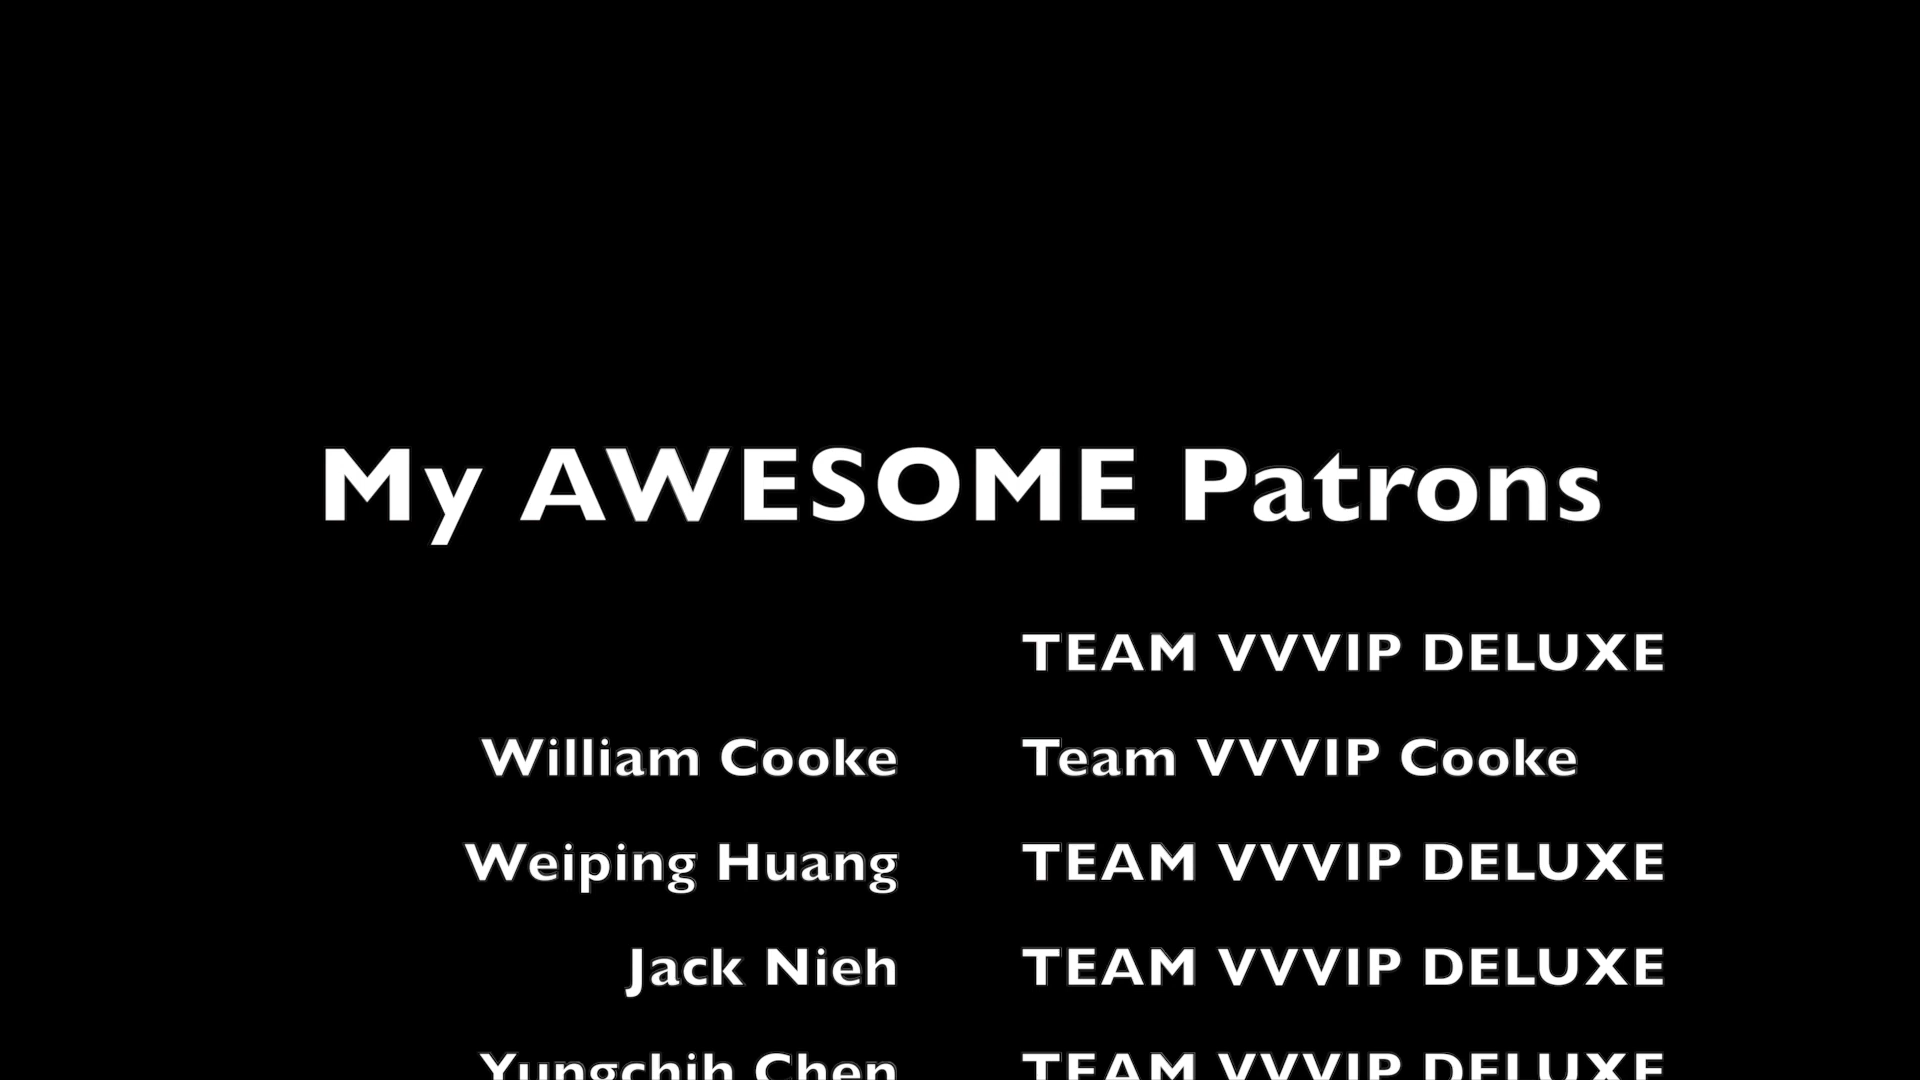 My AWESOME Patrons
TEAM VVVIP DELUXE
William Cooke Team VVVIP Cooke
Weiping Huang TEAM VVVIP DELUXE
Jack Nieh TEAM VVVIP DELUXE
Yungchih Chen TEAM VVVIP DELUXE